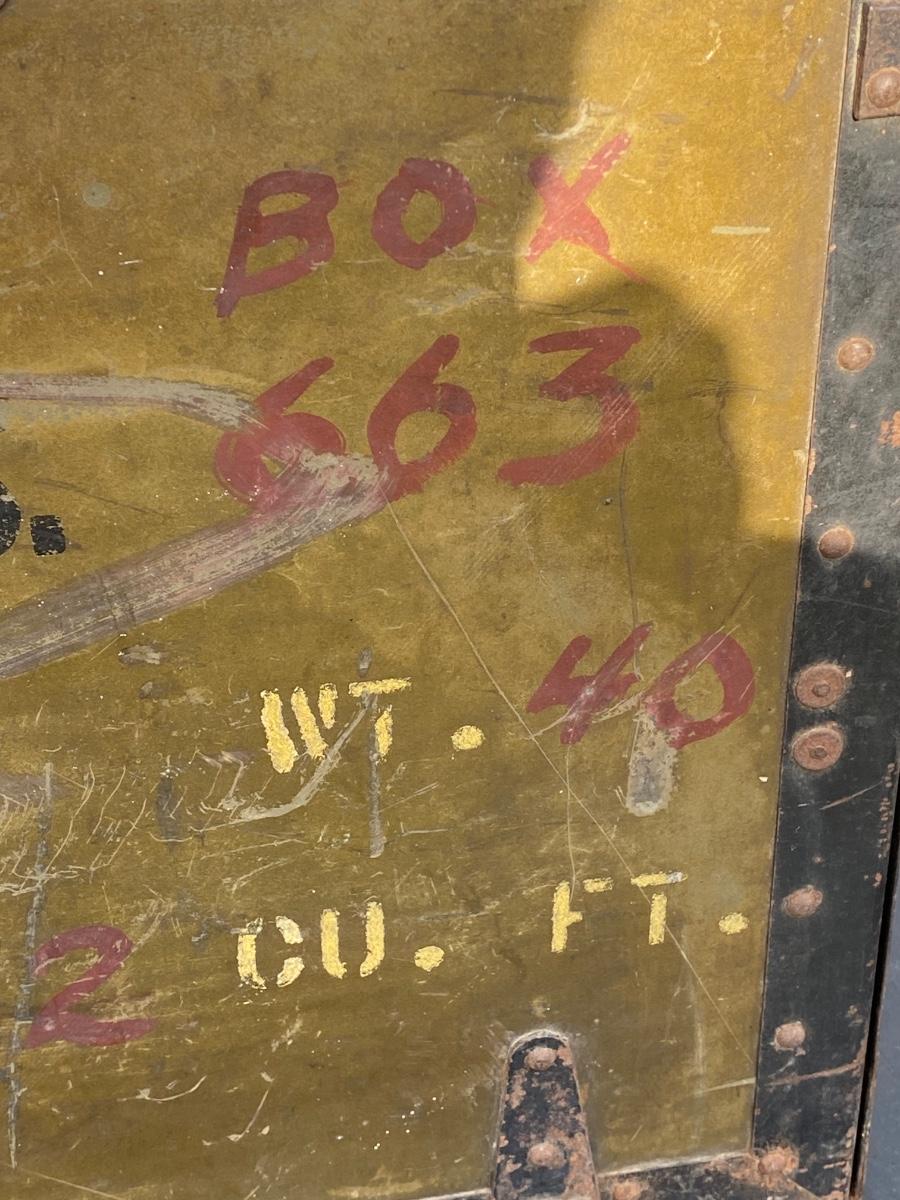 BOX
663
WT. 40
2 CU. FT.